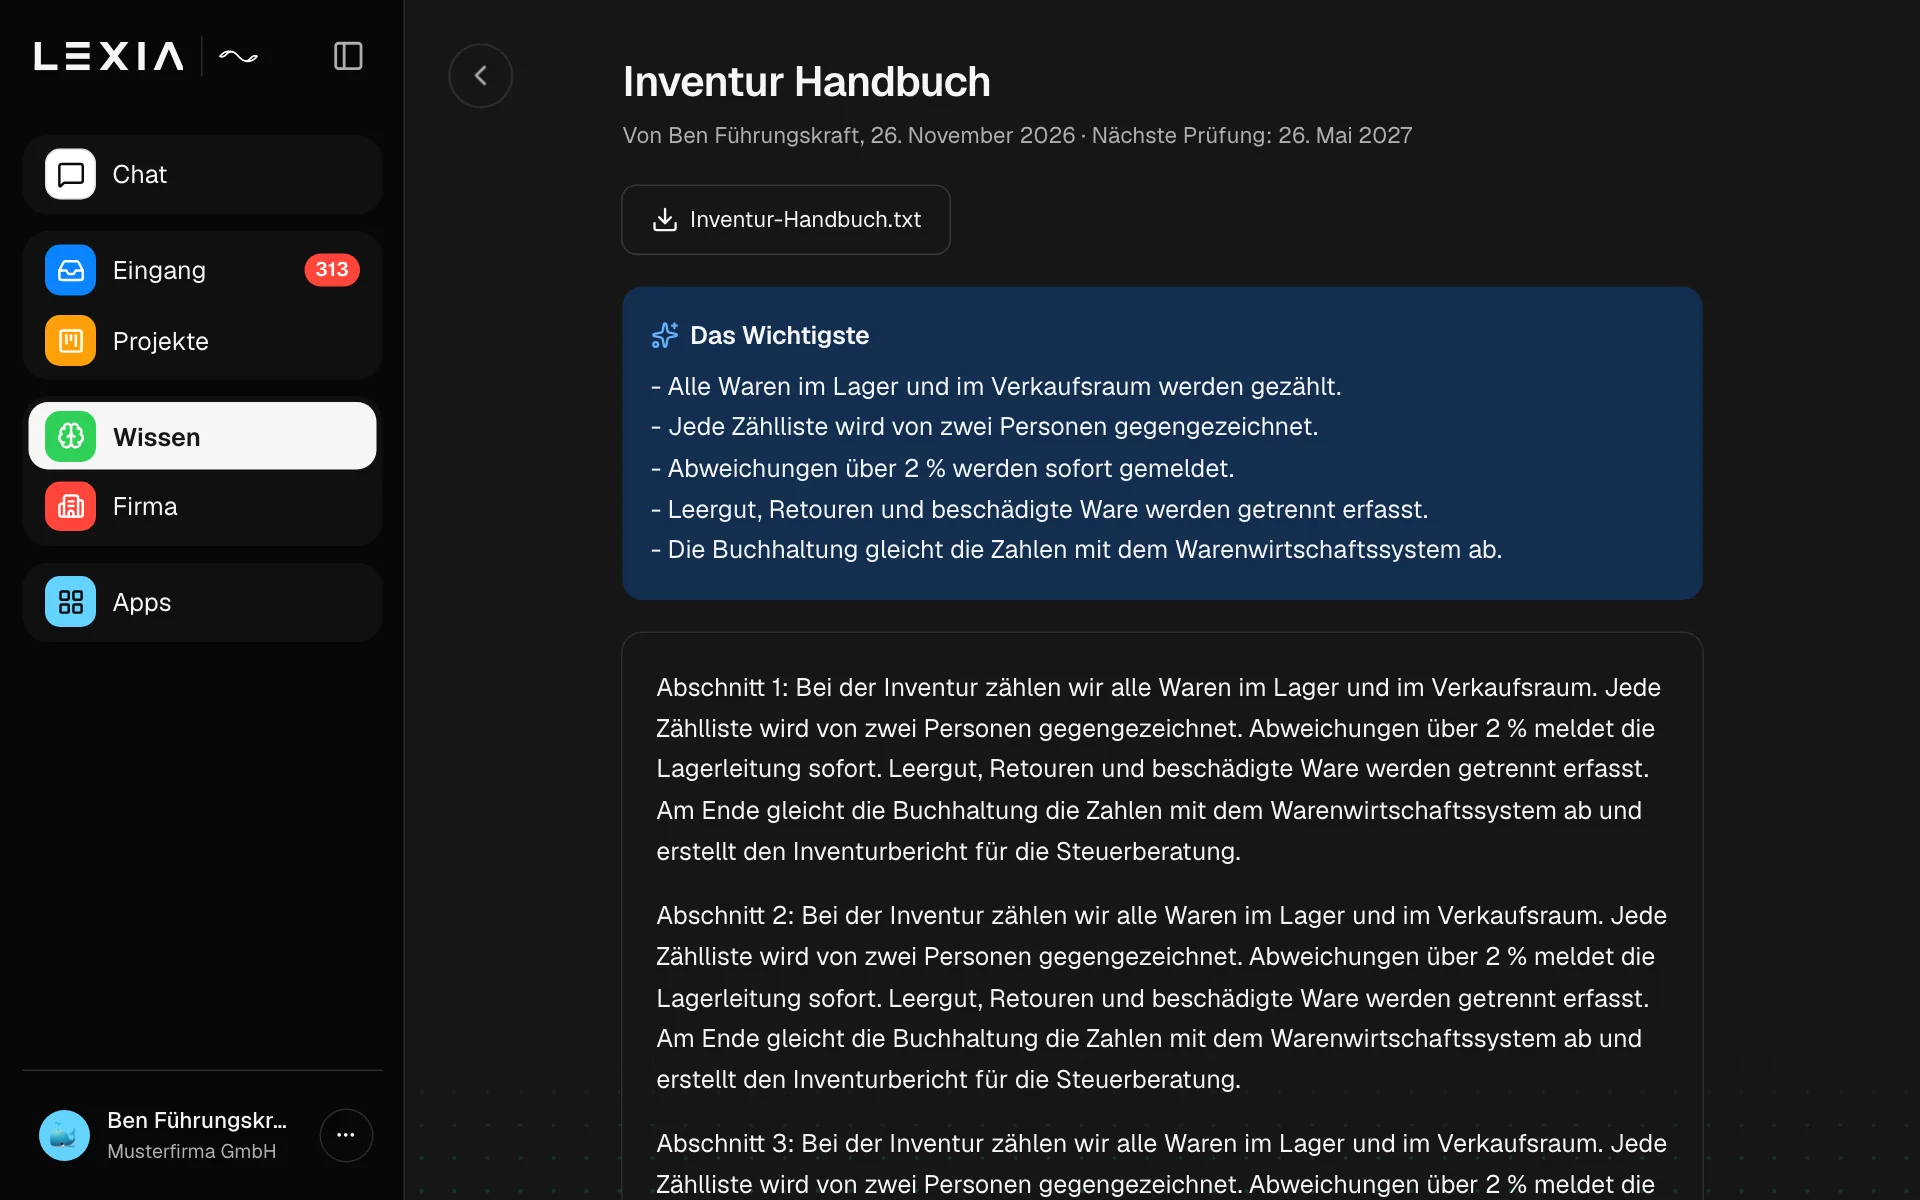 LEXIA
Chat
Eingang 313
Projekte
Wissen
Firma
Apps
Ben Führungskr...
Musterfirma GmbH
Inventur Handbuch
Von Ben Führungskraft, 26. November 2026 · Nächste Prüfung: 26. Mai 2027
Inventur-Handbuch.txt
Das Wichtigste
- Alle Waren im Lager und im Verkaufsraum werden gezählt.
- Jede Zählliste wird von zwei Personen gegengezeichnet.
- Abweichungen über 2 % werden sofort gemeldet.
- Leergut, Retouren und beschädigte Ware werden getrennt erfasst.
- Die Buchhaltung gleicht die Zahlen mit dem Warenwirtschaftssystem ab.
Abschnitt 1: Bei der Inventur zählen wir alle Waren im Lager und im Verkaufsraum. Jede
Zählliste wird von zwei Personen gegengezeichnet. Abweichungen über 2 % meldet die
Lagerleitung sofort. Leergut, Retouren und beschädigte Ware werden getrennt erfasst.
Am Ende gleicht die Buchhaltung die Zahlen mit dem Warenwirtschaftssystem ab und
erstellt den Inventurbericht für die Steuerberatung.
Abschnitt 2: Bei der Inventur zählen wir alle Waren im Lager und im Verkaufsraum. Jede
Zählliste wird von zwei Personen gegengezeichnet. Abweichungen über 2 % meldet die
Lagerleitung sofort. Leergut, Retouren und beschädigte Ware werden getrennt erfasst.
Am Ende gleicht die Buchhaltung die Zahlen mit dem Warenwirtschaftssystem ab und
erstellt den Inventurbericht für die Steuerberatung.
Abschnitt 3: Bei der Inventur zählen wir alle Waren im Lager und im Verkaufsraum. Jede
Zählliste wird von zwei Personen gegengezeichnet. Abweichungen über 2 % meldet die